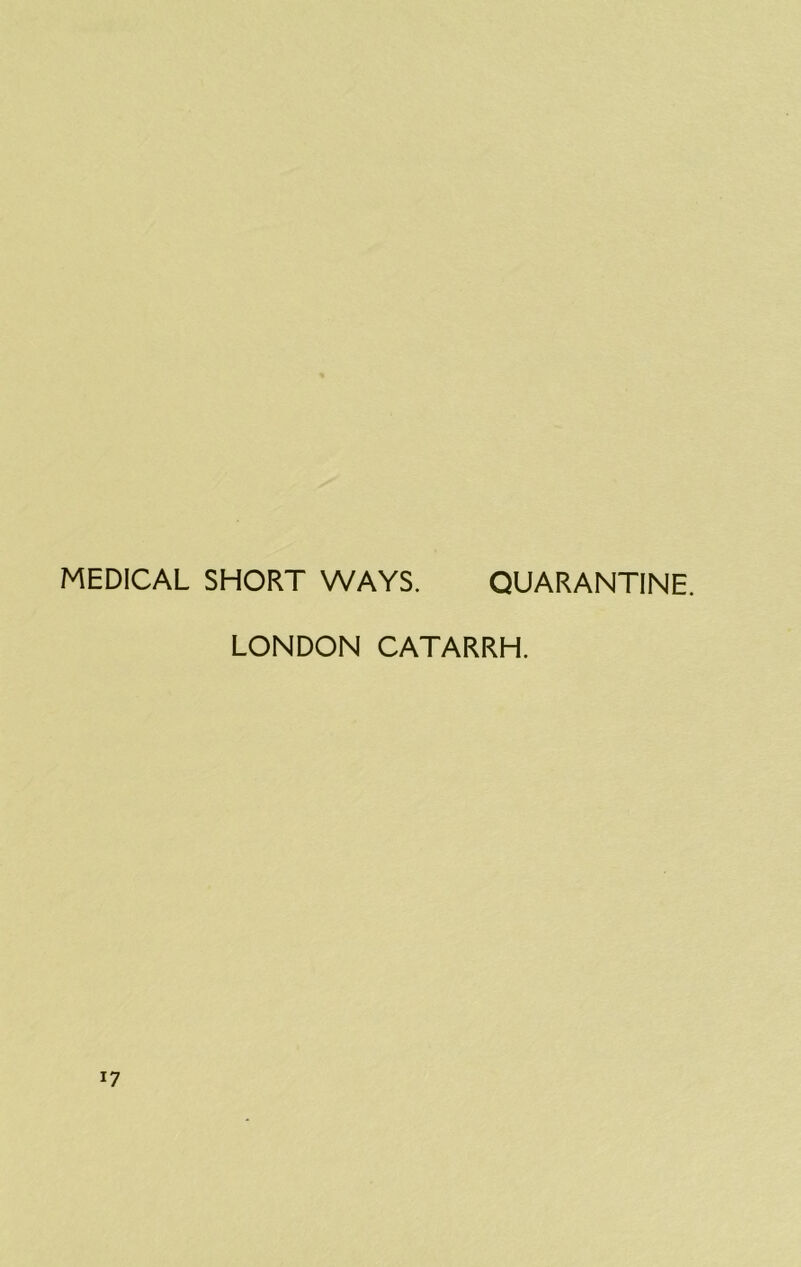 MEDICAL SHORT WAYS. QUARANTINE.
LONDON CATARRH.
17